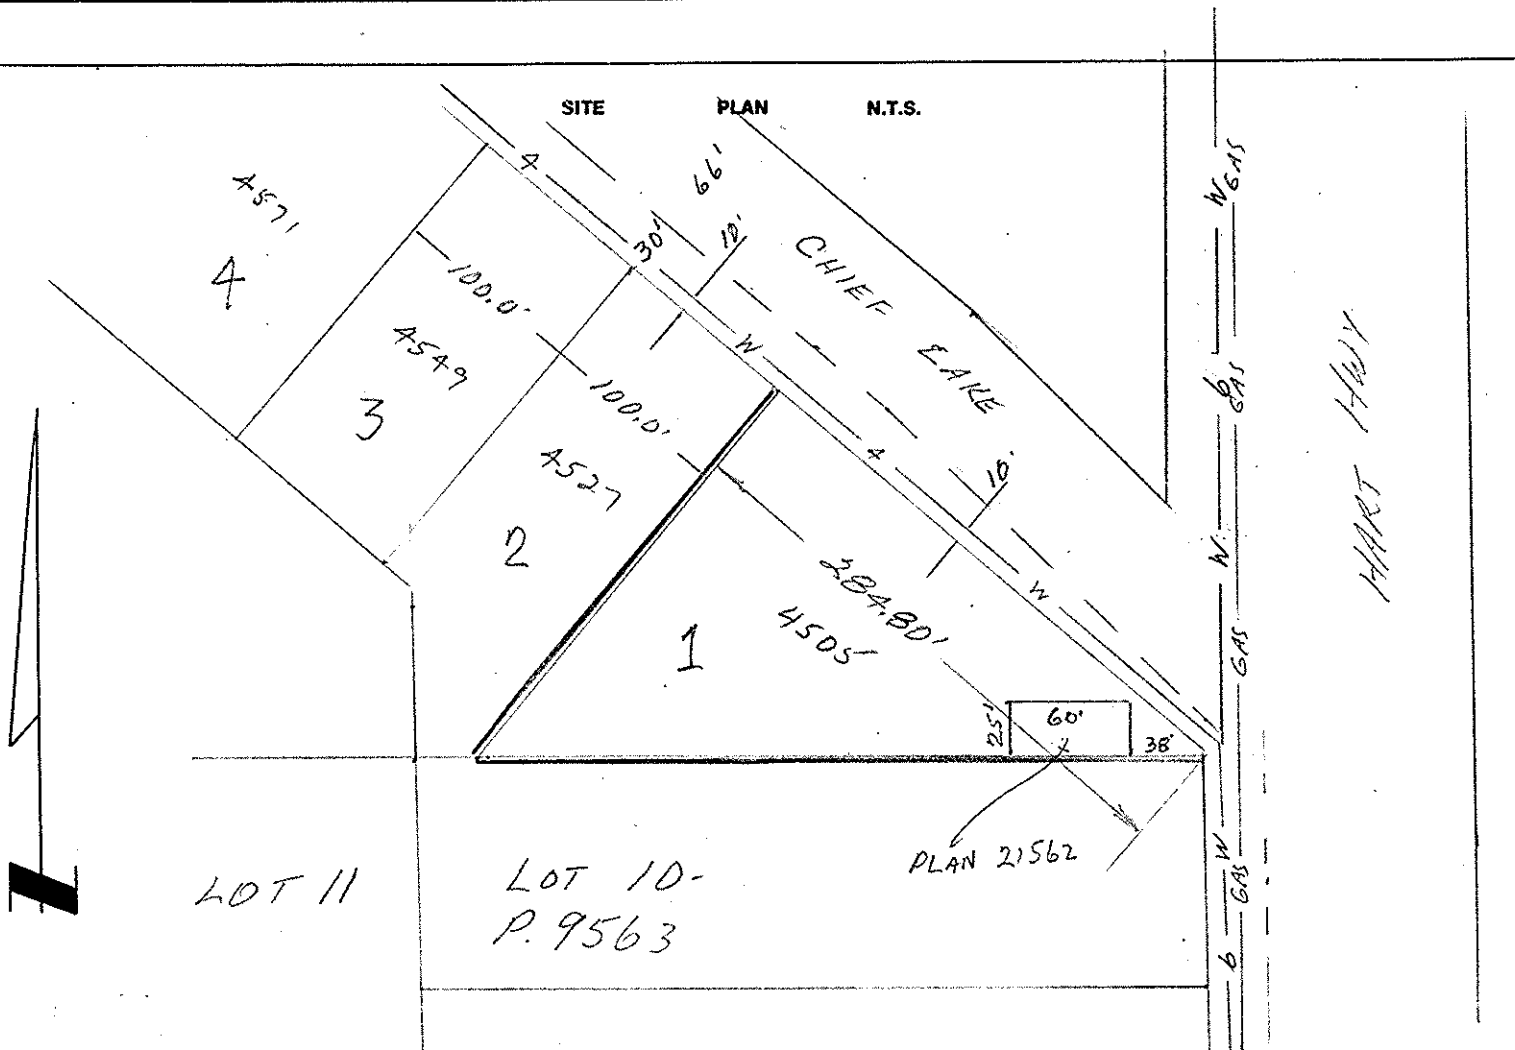 SITE PLAN N.T.S.
4571
4
100.0'
4549
3
100.0'
4527
2
30'
66'
10'
CHIEF LAKE
W
W
10'
W
284.80'
4505
1
25'
60'
38'
PLAN 21562
LOT 11
LOT 10-
P. 9563
W GAS
6 GAS
W
GAS
W
GAS
6
HART HWY